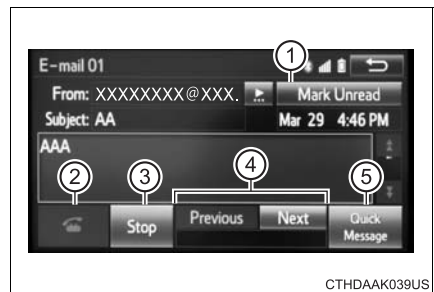 1
E-mail 01
From: XXXXXXXX@XXX. Mark Unread
Subject: AA Mar 29 4:46 PM
AAA
2 3 4 5
Stop Previous Next Quick Message
CTHDAAK039US